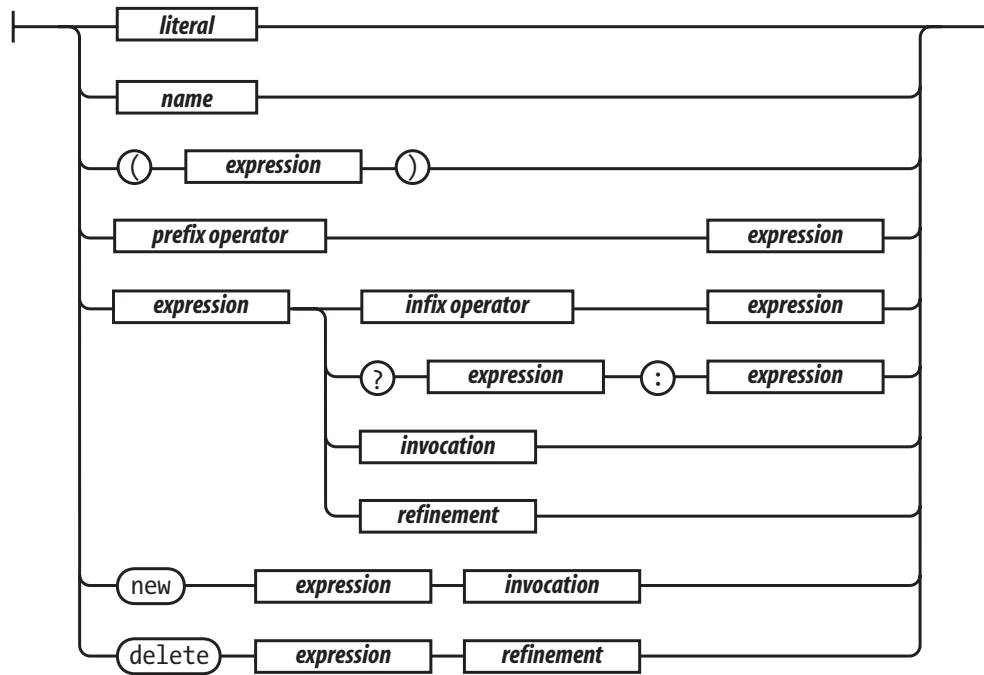 literal
name
( expression )
prefix operator expression
expression infix operator expression
? expression : expression
invocation
refinement
new expression invocation
delete expression refinement